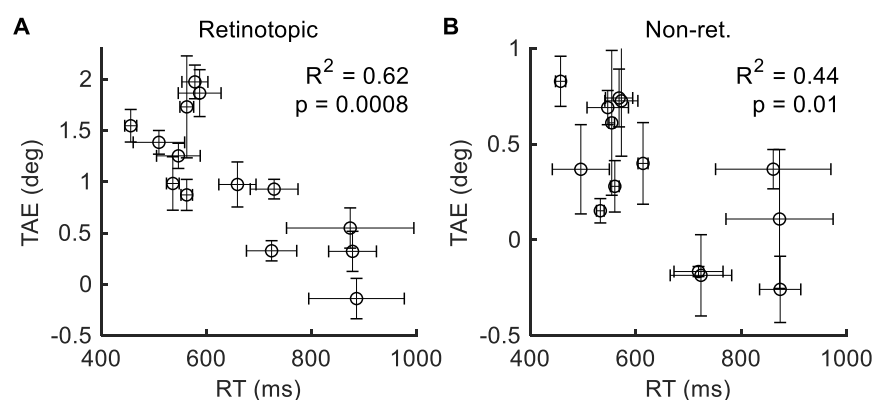 A
Retinotopic
R² = 0.62
p = 0.0008
TAE (deg)
2
1.5
1
0.5
0
-0.5
400
600
800
1000
RT (ms)
B
Non-ret.
R² = 0.44
p = 0.01
TAE (deg)
1
0.5
0
-0.5
400
600
800
1000
RT (ms)